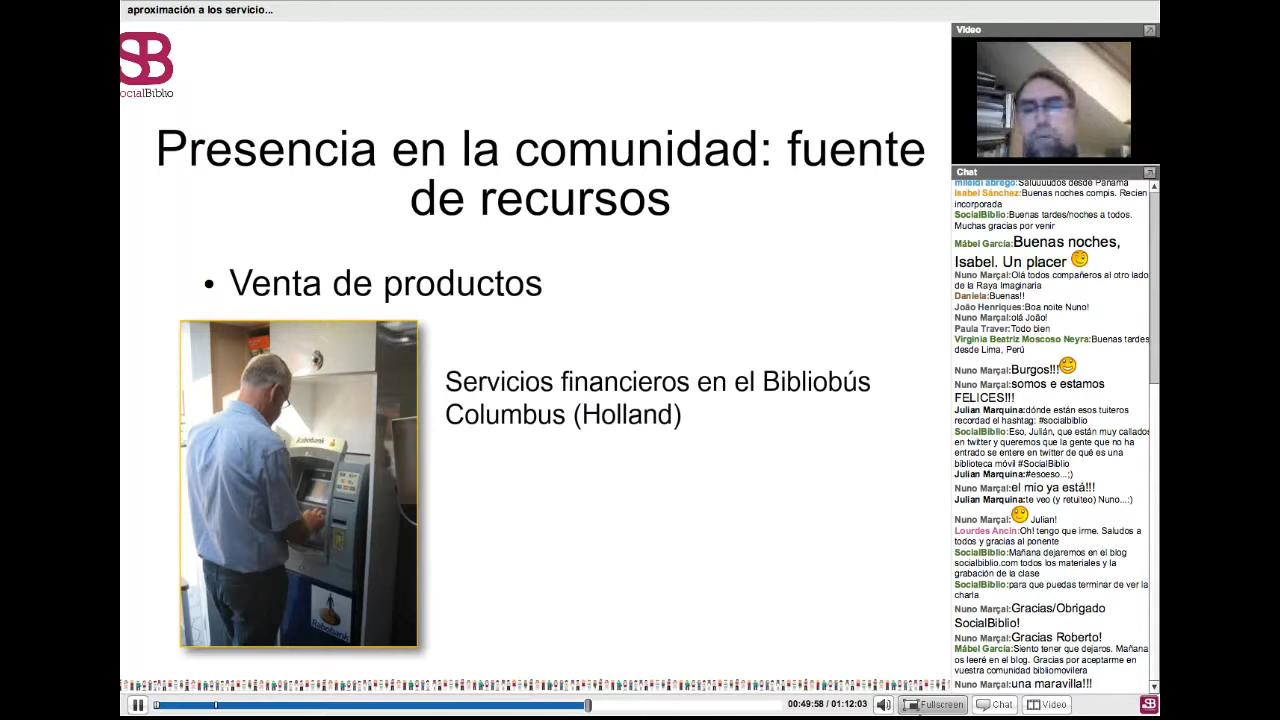 aproximación a los servicio...
SB
ocialBiblio
Presencia en la comunidad: fuente
de recursos
• Venta de productos
Servicios financieros en el Bibliobús
Columbus (Holland)
Rabobank
Rabobank
Video
Chat
mileidi abrego:Saluuuudos desde Panamá
Isabel Sánchez:Buenas noches compis. Recien
incorporada
SocialBiblio:Buenas tardes/noches a todos.
Muchas gracias por venir
Mábel García:Buenas noches,
Isabel. Un placer
Nuno Marçal:Olá todos compañeros al otro lado
de la Raya Imaginaria
Daniela:Buenas!!
João Henriques:Boa noite Nuno!
Nuno Marçal:olá João!
Paula Traver:Todo bien
Virginia Beatriz Moscoso Neyra:Buenas tardes
desde Lima, Perú
Nuno Marçal:Burgos!!!
Nuno Marçal:somos e estamos
FELICES!!!
Julian Marquina:dónde están esos tuiteros
recordad el hashtag: #socialbiblio
SocialBiblio:Eso, Julián, que están muy callados
en twitter y queremos que la gente que no ha
entrado se entere en twitter de qué es una
biblioteca móvil #SocialBiblio
Julian Marquina:#esoeso...;)
Nuno Marçal:el mio ya está!!!
Julian Marquina:te veo (y retuiteo) Nuno...:)
Nuno Marçal: Julian!
Lourdes Ancin:Oh! tengo que irme. Saludos a
todos y gracias al ponente
SocialBiblio:Mañana dejaremos en el blog
socialbiblio.com todos los materiales y la
grabación de la clase
SocialBiblio:para que puedas terminar de ver la
charla
Nuno Marçal:Gracias/Obrigado
SocialBiblio!
Nuno Marçal:Gracias Roberto!
Mábel García:Siento tener que dejaros. Mañana
os leeré en el blog. Gracias por aceptarme en
vuestra comunidad bibliomovilera
Nuno Marçal:una maravilla!!!
00:49:58 / 01:12:03
Fullscreen
Chat
Video
SB